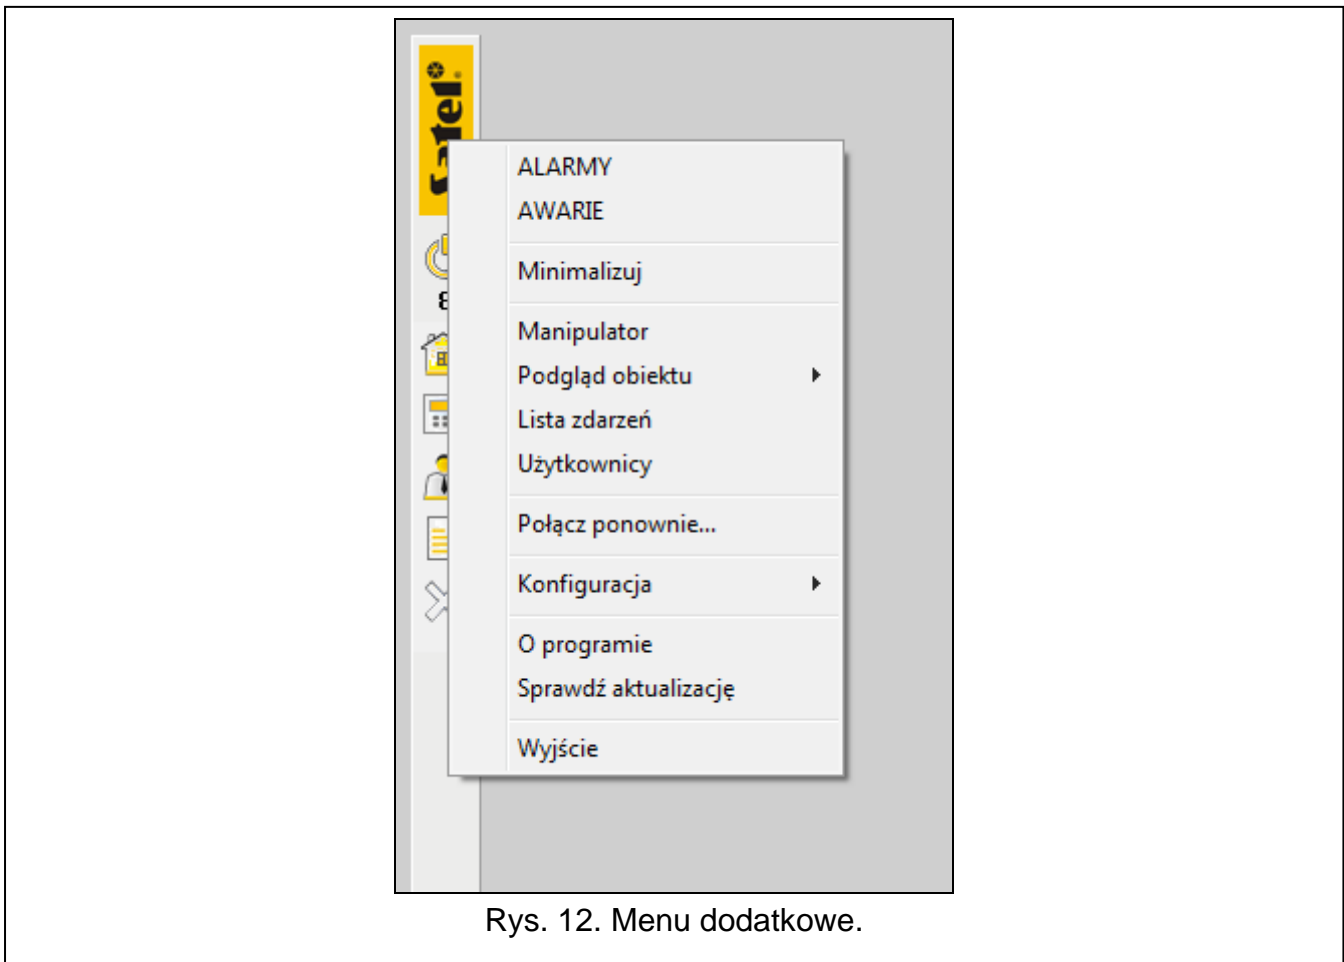 Satel®
ALARMY
AWARIE
Minimalizuj
Manipulator
Podgląd obiektu
Lista zdarzeń
Użytkownicy
Połącz ponownie...
Konfiguracja
O programie
Sprawdź aktualizację
Wyjście
Rys. 12. Menu dodatkowe.